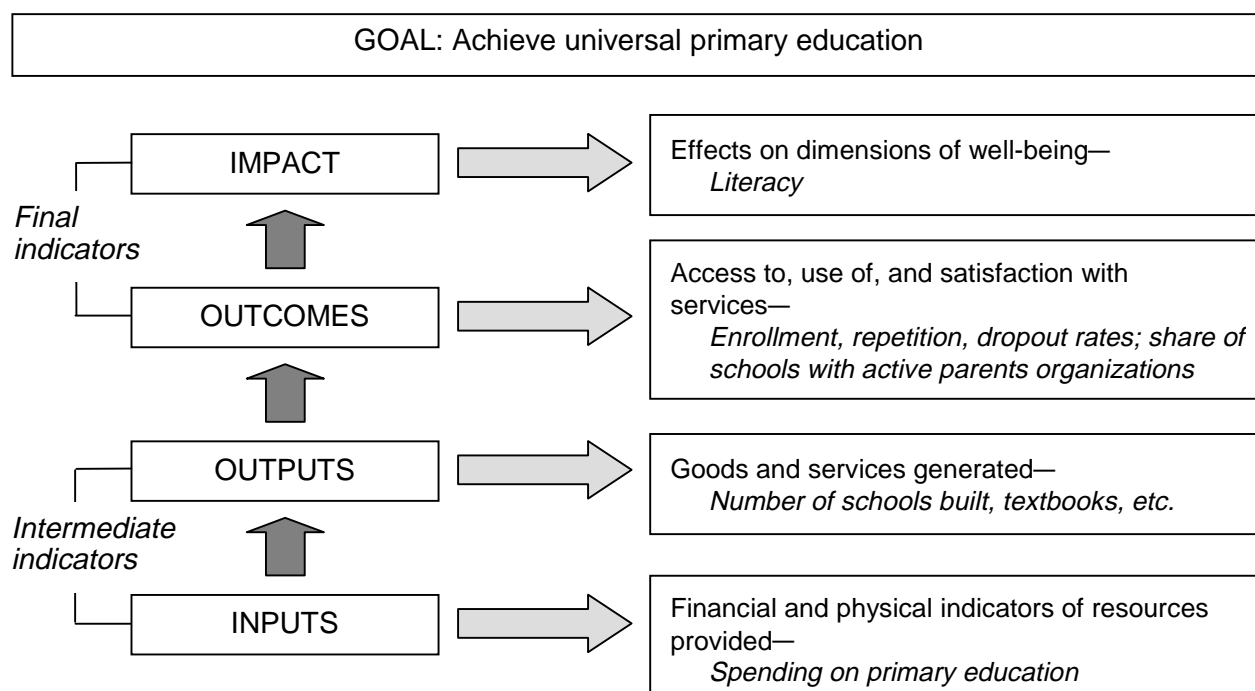 GOAL: Achieve universal primary education
IMPACT
Effects on dimensions of well-being—
Literacy
Final
indicators
OUTCOMES
Access to, use of, and satisfaction with
services—
Enrollment, repetition, dropout rates; share of
schools with active parents organizations
OUTPUTS
Goods and services generated—
Number of schools built, textbooks, etc.
Intermediate
indicators
INPUTS
Financial and physical indicators of resources
provided—
Spending on primary education